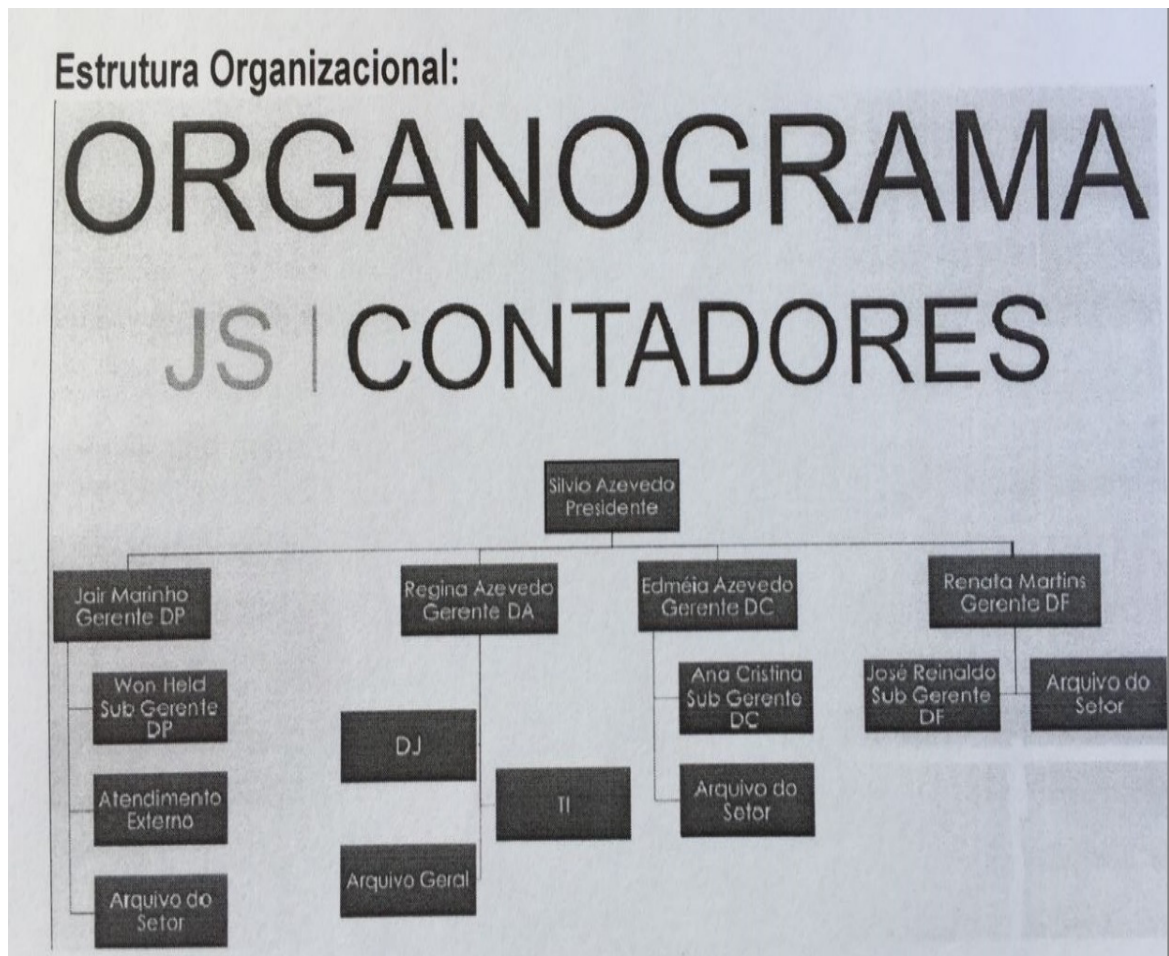 Estrutura Organizacional:
ORGANOGRAMA
JS | CONTADORES
Silvio Azevedo
Presidente
Jair Marinho
Gerente DP
Regina Azevedo
Gerente DA
Edméia Azevedo
Gerente DC
Renata Martins
Gerente DF
Won Held
Sub Gerente
DP
Atendimento
Externo
Arquivo do
Setor
DJ
TI
Arquivo Geral
Ana Cristina
Sub Gerente
DC
Arquivo do
Setor
José Reinaldo
Sub Gerente
DF
Arquivo do
Setor